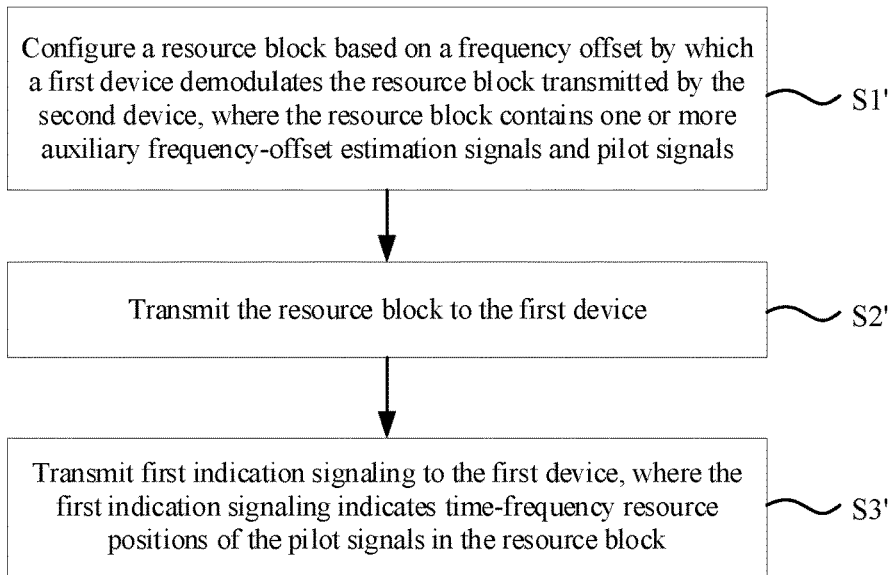 Configure a resource block based on a frequency offset by which
a first device demodulates the resource block transmitted by the
second device, where the resource block contains one or more
auxiliary frequency-offset estimation signals and pilot signals
S1'
Transmit the resource block to the first device
S2'
Transmit first indication signaling to the first device, where the
first indication signaling indicates time-frequency resource
positions of the pilot signals in the resource block
S3'